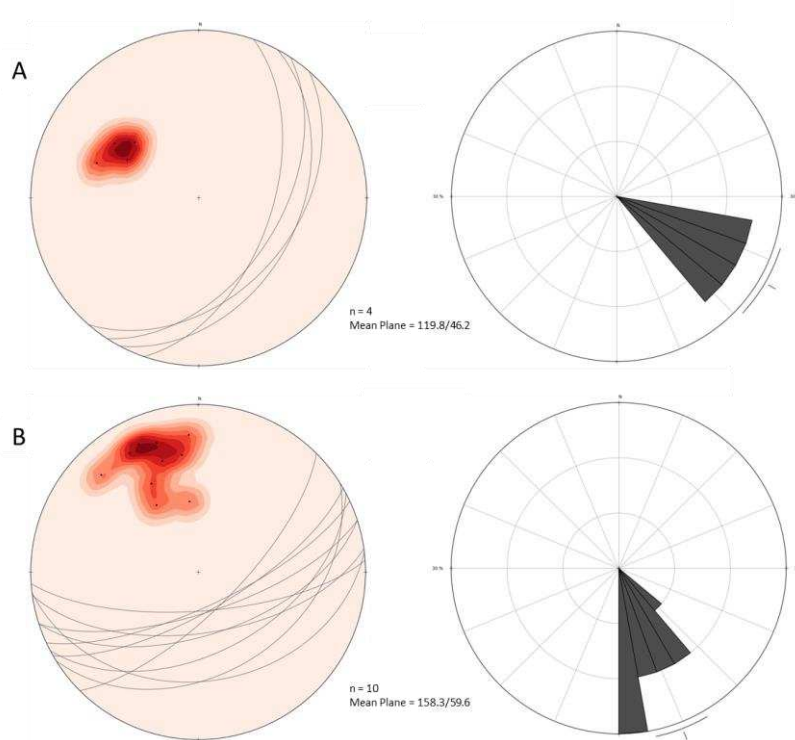 N
N
A
n = 4
Mean Plane = 119.8/46.2
N
N
B
n = 10
Mean Plane = 158.3/59.6